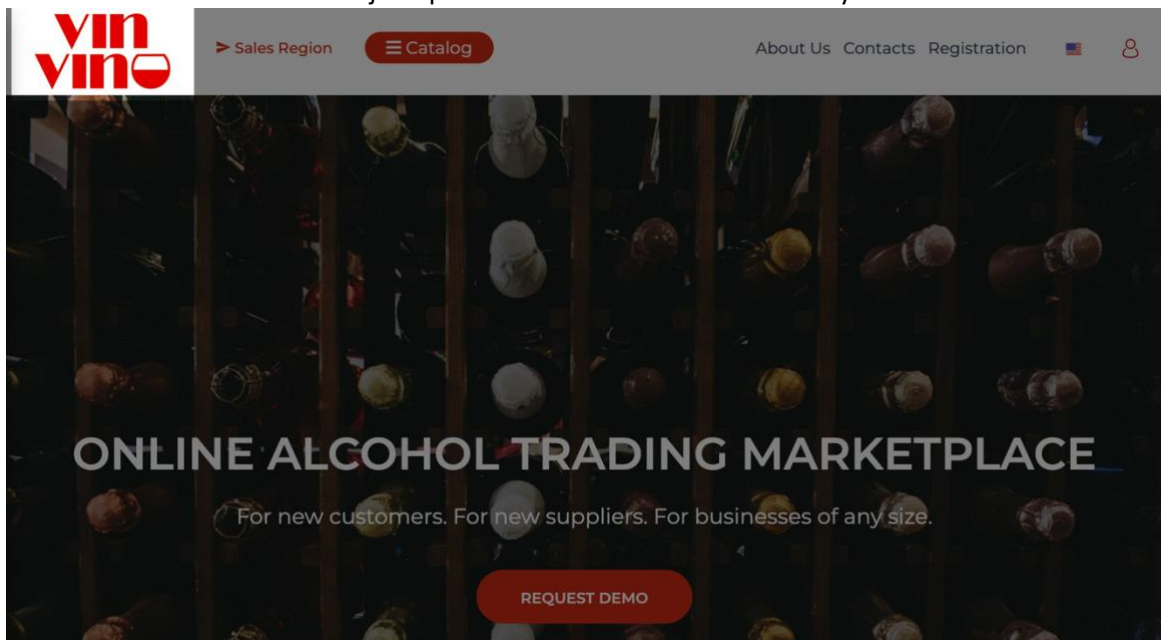 VIN
VINO
Sales Region
Catalog
About Us Contacts Registration
ONLINE ALCOHOL TRADING MARKETPLACE
For new customers. For new suppliers. For businesses of any size.
REQUEST DEMO